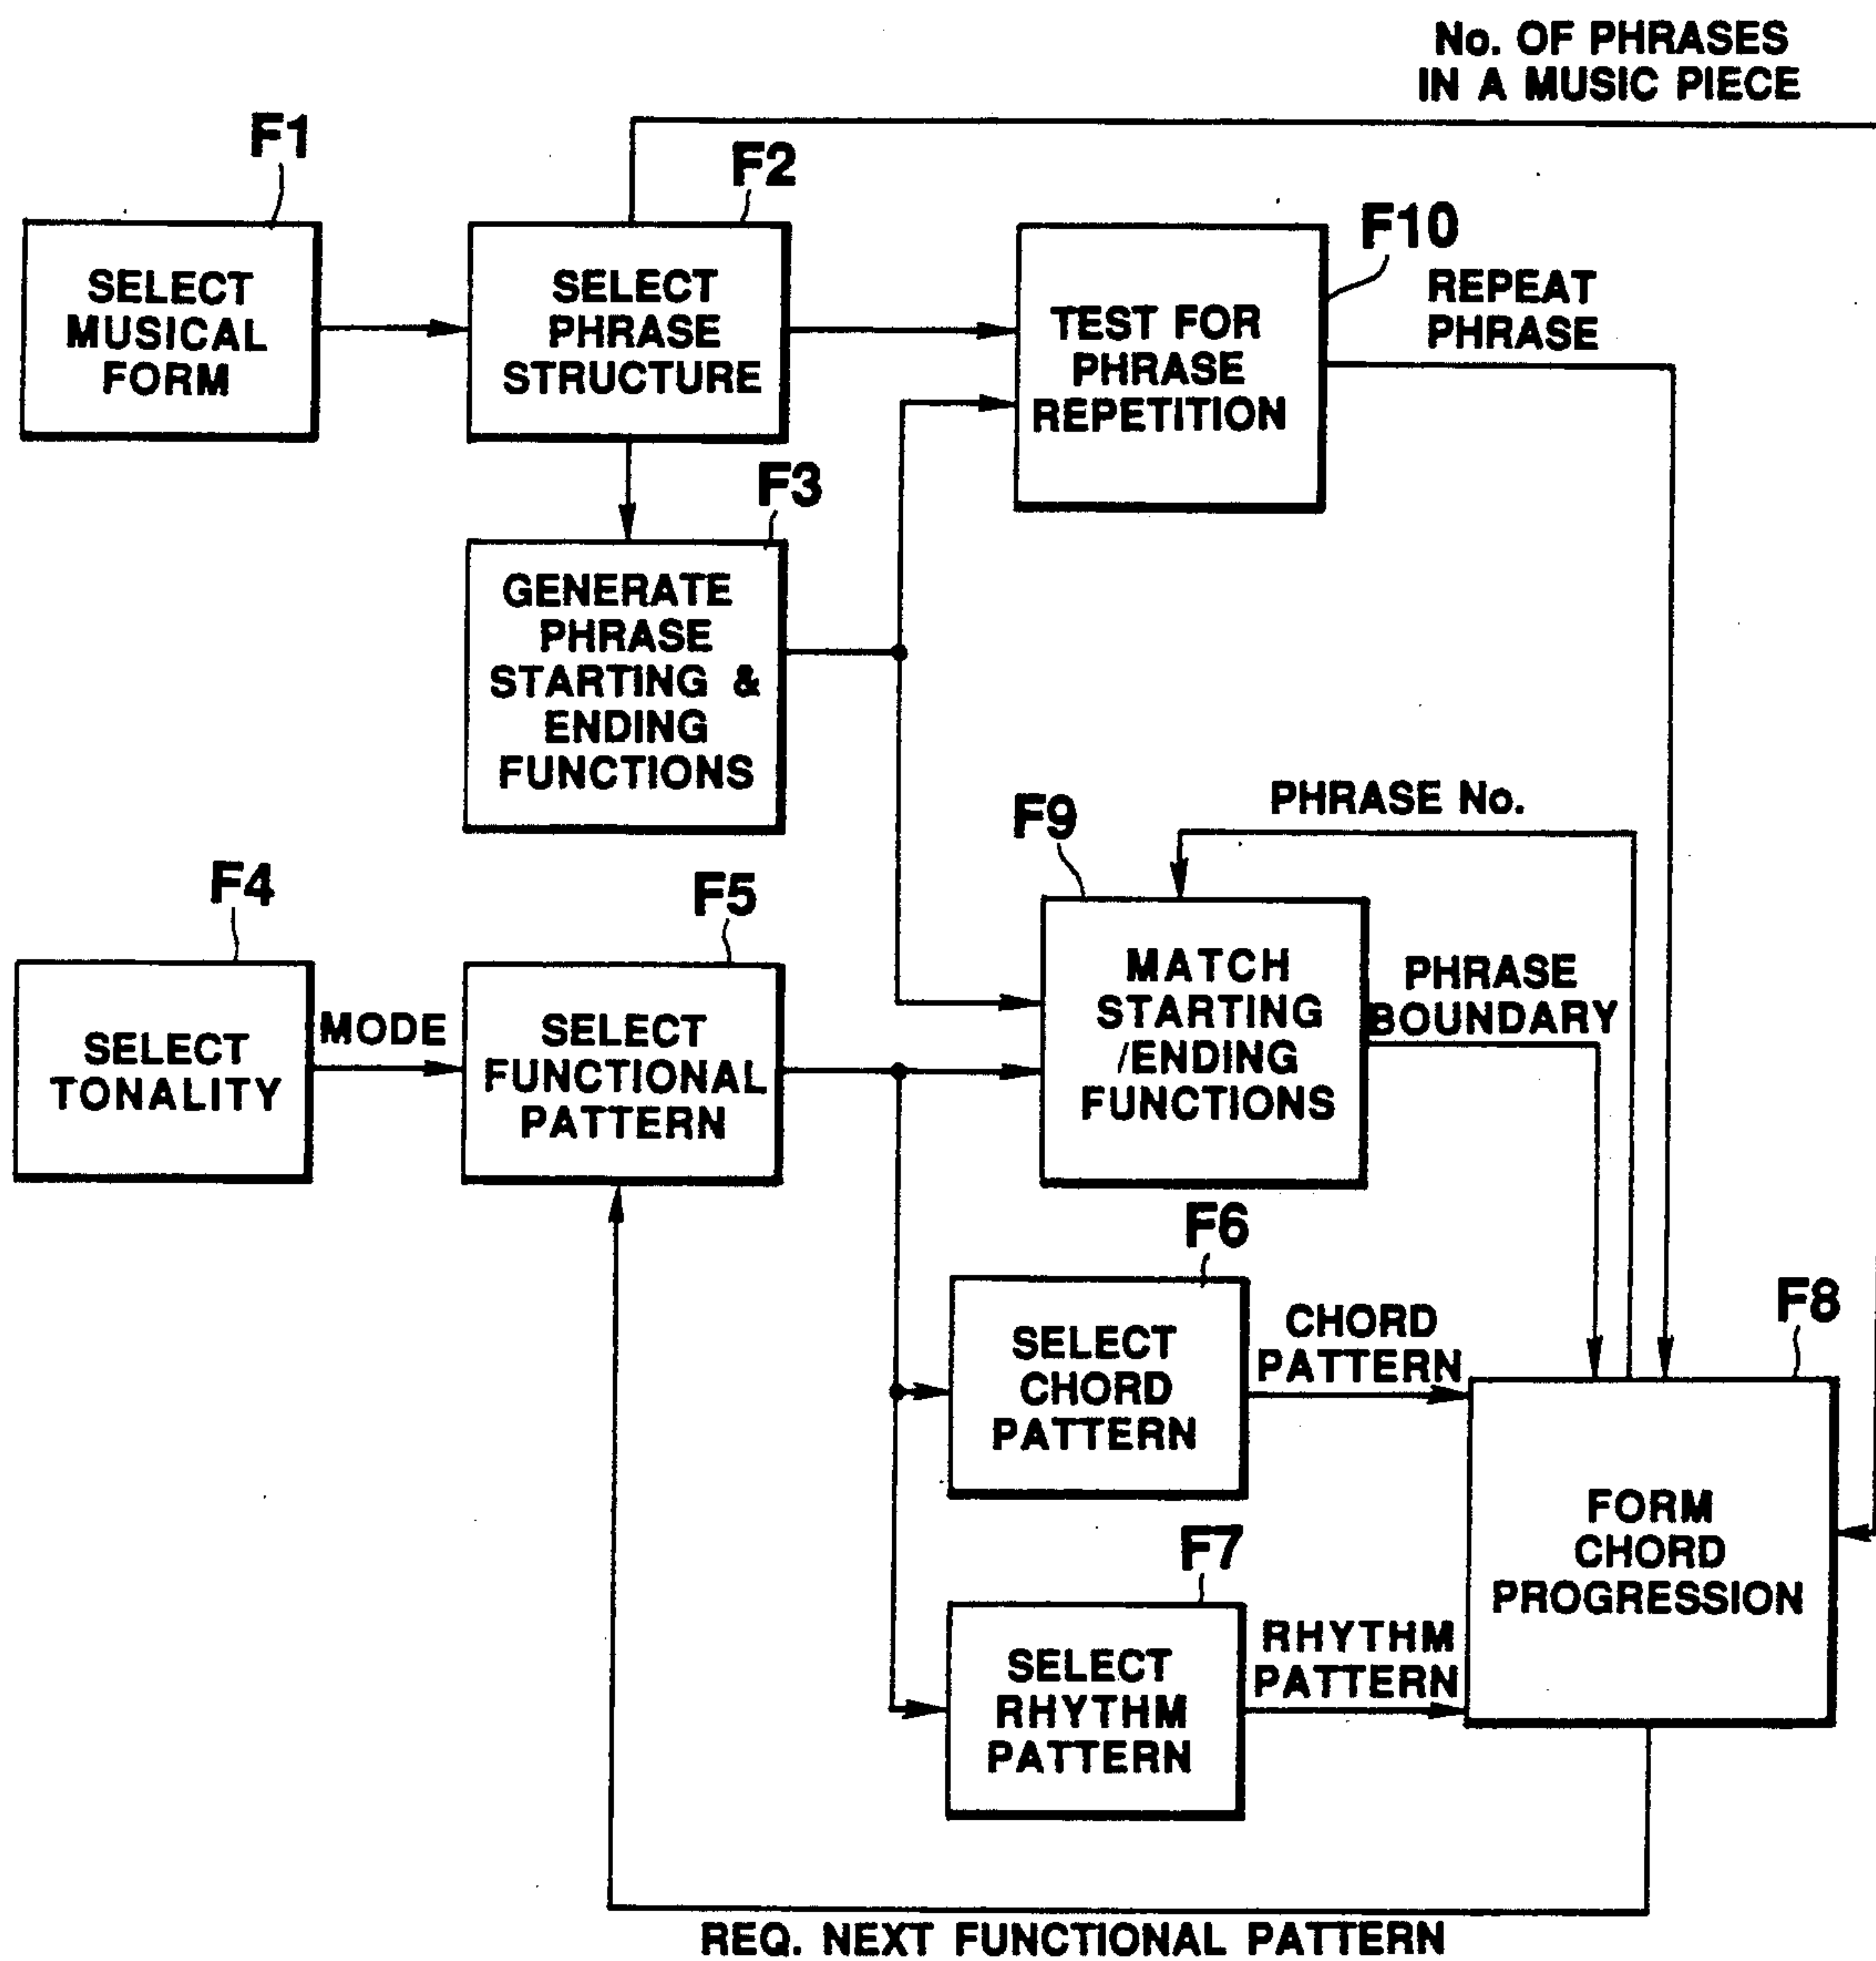 No. OF PHRASES
IN A MUSIC PIECE
F1
F2
F10
SELECT
MUSICAL
FORM
SELECT
PHRASE
STRUCTURE
TEST FOR
PHRASE
REPETITION
REPEAT
PHRASE
F3
GENERATE
PHRASE
STARTING &
ENDING
FUNCTIONS
PHRASE No.
F9
F4
F5
SELECT
TONALITY
MODE
SELECT
FUNCTIONAL
PATTERN
MATCH
STARTING
/ENDING
FUNCTIONS
PHRASE
BOUNDARY
F6
SELECT
CHORD
PATTERN
CHORD
PATTERN
F8
FORM
CHORD
PROGRESSION
F7
SELECT
RHYTHM
PATTERN
RHYTHM
PATTERN
REQ. NEXT FUNCTIONAL PATTERN